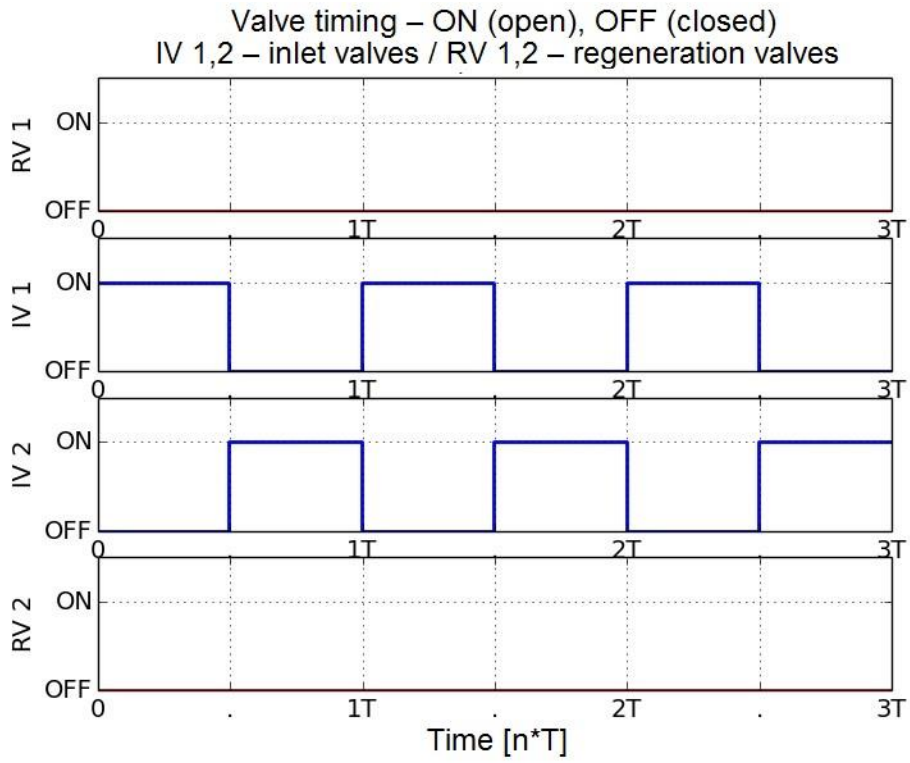 Valve timing – ON (open), OFF (closed)
IV 1,2 – inlet valves / RV 1,2 – regeneration valves
RV 1
ON
OFF
0 . 1T . 2T . 3T
IV 1
ON
OFF
0 . 1T . 2T . 3T
IV 2
ON
OFF
0 . 1T . 2T . 3T
RV 2
ON
OFF
0 . 1T . 2T . 3T
Time [n*T]